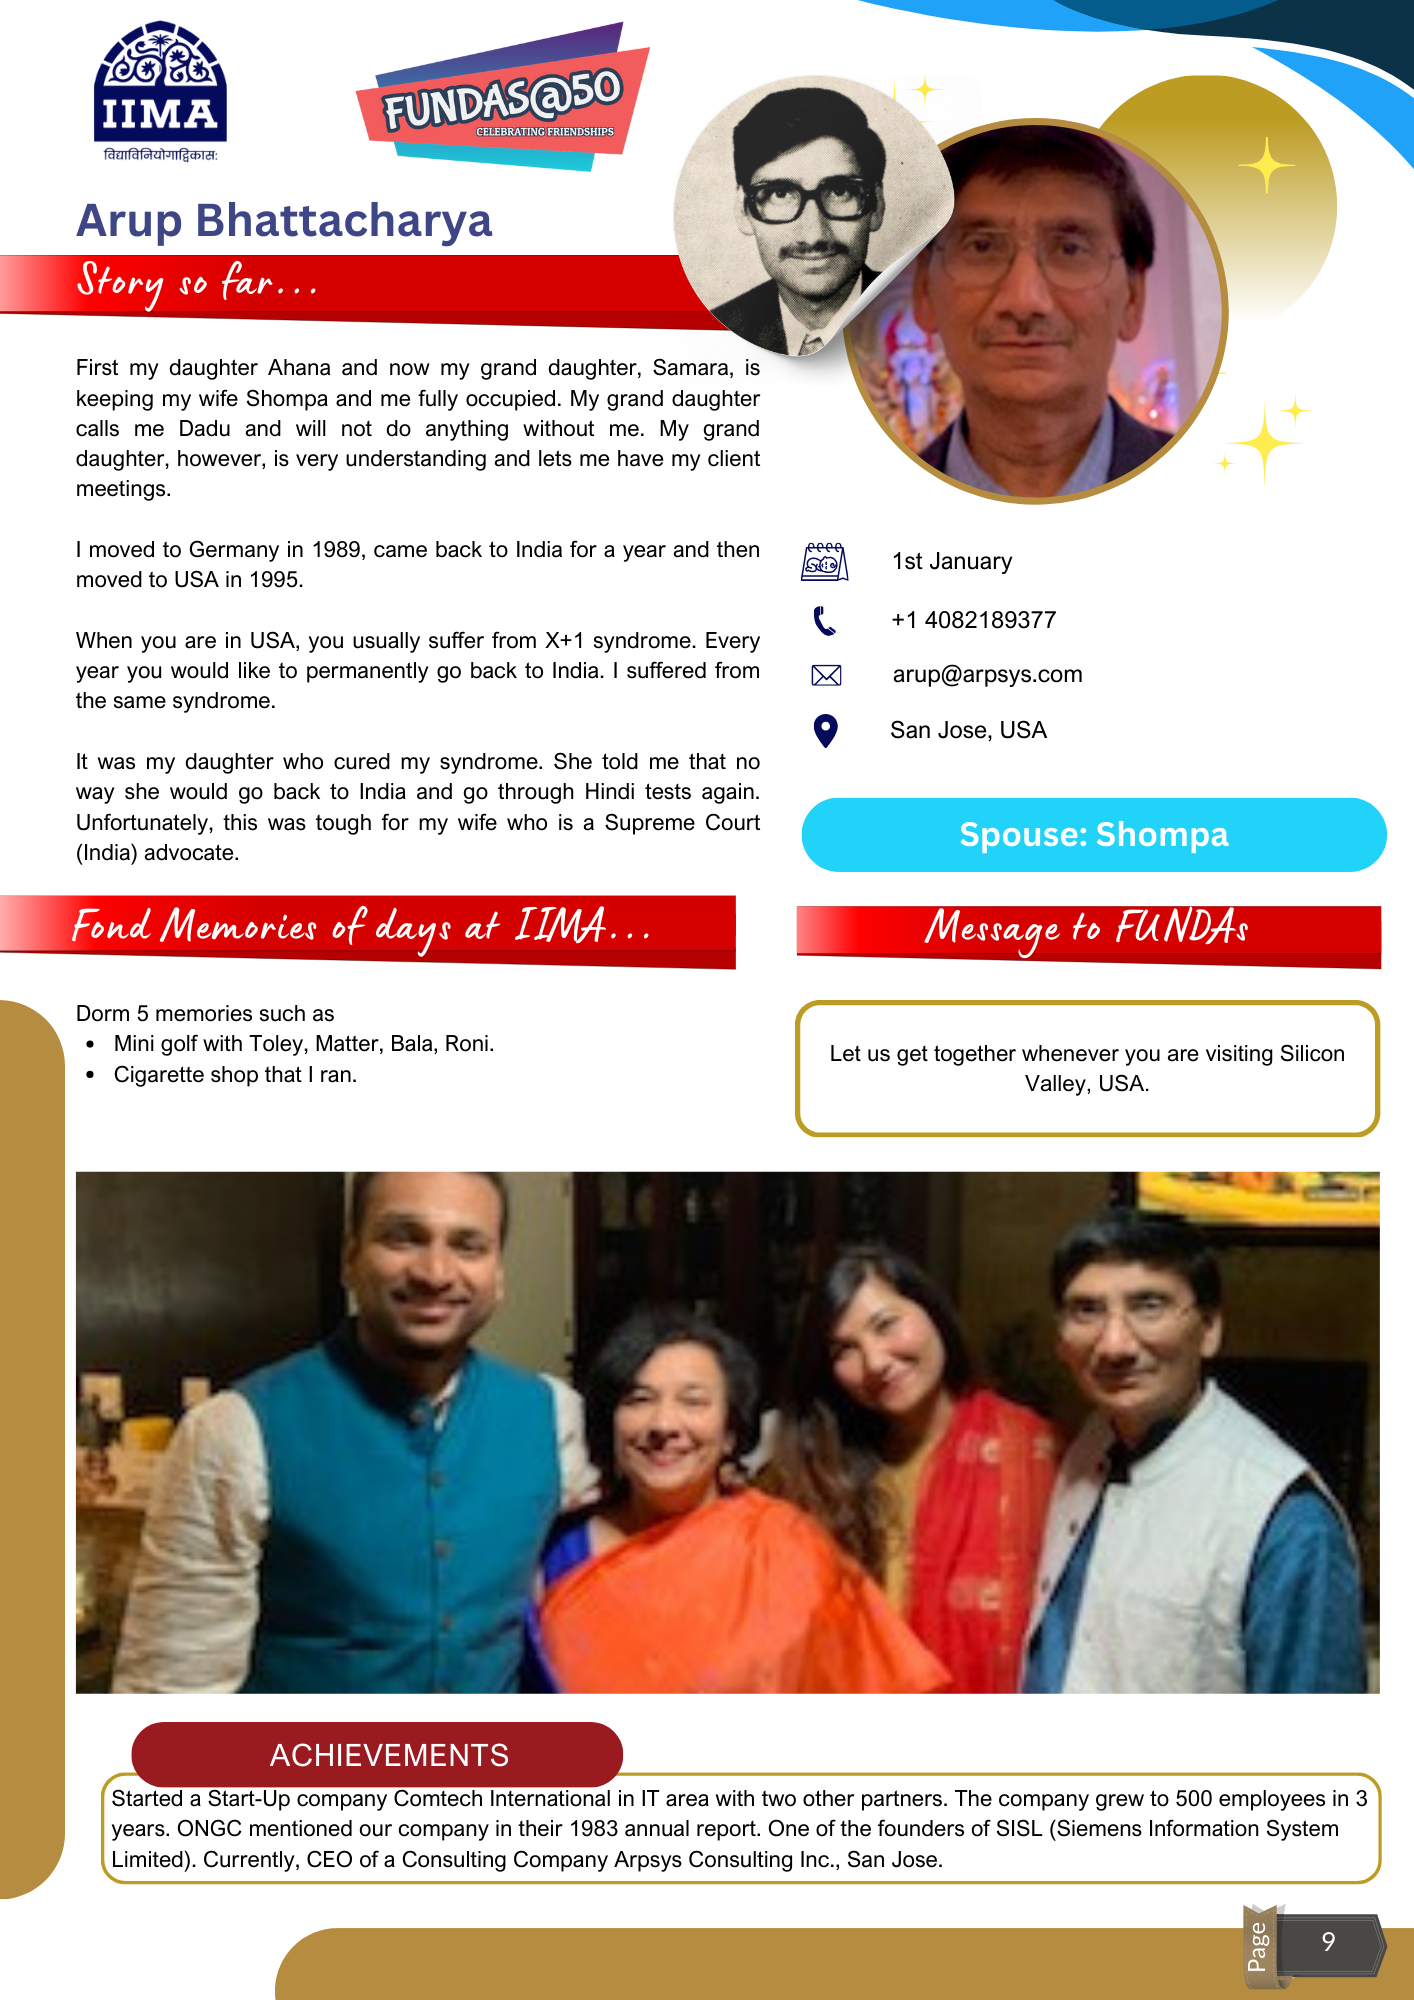 IIMA
विद्याविनियोगाद्विकास:
FUNDAS@50
CELEBRATING FRIENDSHIPS
Arup Bhattacharya
Story so far...
First my daughter Ahana and now my grand daughter, Samara, is
keeping my wife Shompa and me fully occupied. My grand daughter
calls me Dadu and will not do anything without me. My grand
daughter, however, is very understanding and lets me have my client
meetings.
I moved to Germany in 1989, came back to India for a year and then
moved to USA in 1995.
When you are in USA, you usually suffer from X+1 syndrome. Every
year you would like to permanently go back to India. I suffered from
the same syndrome.
It was my daughter who cured my syndrome. She told me that no
way she would go back to India and go through Hindi tests again.
Unfortunately, this was tough for my wife who is a Supreme Court
(India) advocate.
1st January
+1 4082189377
arup@arpsys.com
San Jose, USA
Spouse: Shompa
Fond Memories of days at IIMA...
Dorm 5 memories such as
• Mini golf with Toley, Matter, Bala, Roni.
• Cigarette shop that I ran.
Message to FUNDAs
Let us get together whenever you are visiting Silicon
Valley, USA.
ACHIEVEMENTS
Started a Start-Up company Comtech International in IT area with two other partners. The company grew to 500 employees in 3
years. ONGC mentioned our company in their 1983 annual report. One of the founders of SISL (Siemens Information System
Limited). Currently, CEO of a Consulting Company Arpsys Consulting Inc., San Jose.
Page
9